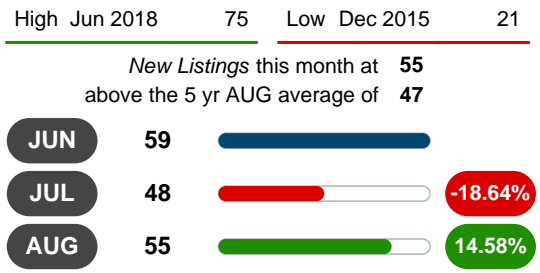 High Jun 2018 75 Low Dec 2015 21
New Listings this month at 55
above the 5 yr AUG average of 47
JUN 59
JUL 48 -18.64%
AUG 55 14.58%